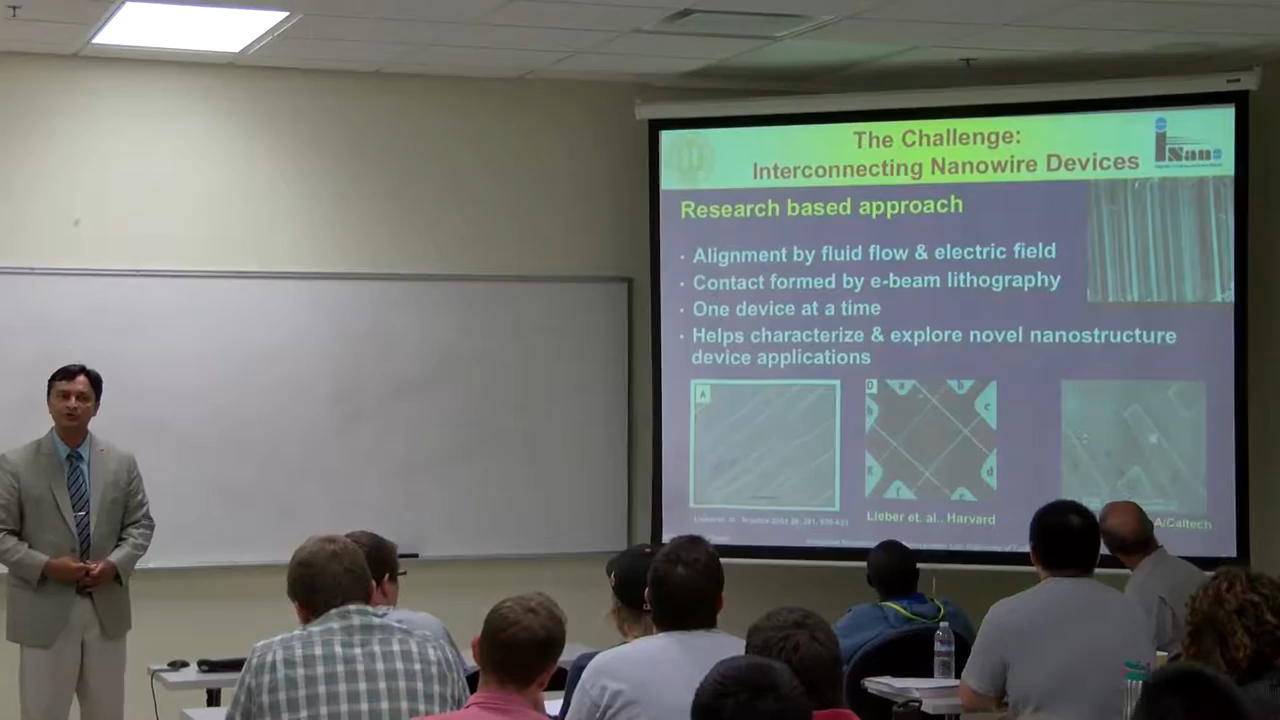 The Challenge:
Interconnecting Nanowire Devices
Nano
Research based approach
· Alignment by fluid flow & electric field
· Contact formed by e-beam lithography
· One device at a time
· Helps characterize & explore novel nanostructure
device applications
A
D
a
b
c
h
d
g
f
e
Lieber et. al., Harvard
A/Caltech